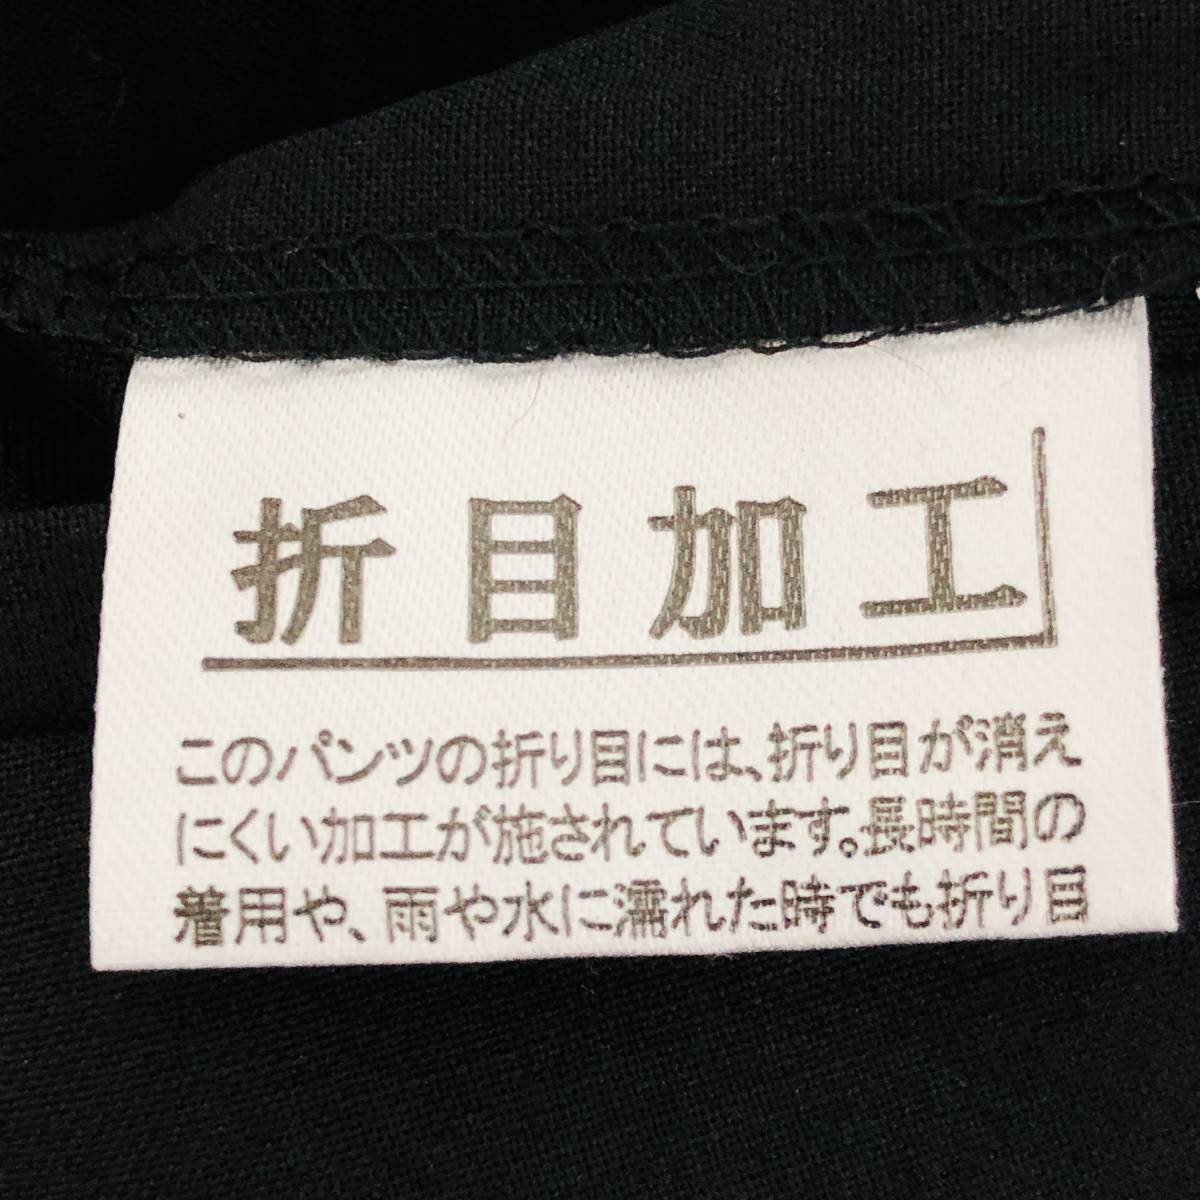 折目加工
このパンツの折り目には、折り目が消え
にくい加工が施されています。長時間の
着用や、雨や水に濡れた時でも折り目